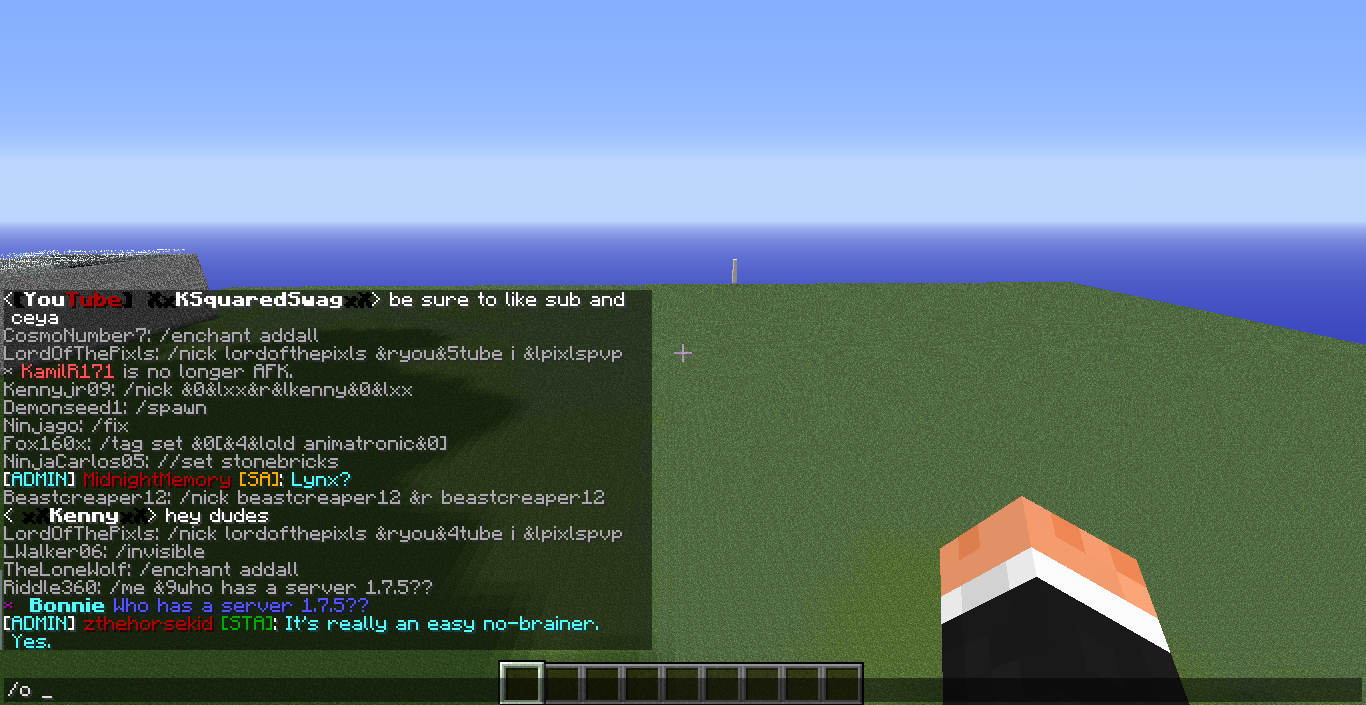 <[YouTube] XxKSquaredSwagxX> be sure to like sub and
ceya
CosmoNumber7: /enchant addall
LordOfThePixls: /nick lordofthepixls &ryou&5tube i &lpixlspvp
* KamilR171 is no longer AFK.
Kennyjr09: /nick &0&lxx&r&lkenny&0&lxx
Demonseed1: /spawn
Ninjago: /fix
Fox160x: /tag set &0[&4&lold animatronic&0]
NinjaCarlos05: //set stonebricks
[ADMIN] MidnightMemory [SA]: Lynx?
Beastcreaper12: /nick beastcreaper12 &r beastcreaper12
< xXKennyxX> hey dudes
LordOfThePixls: /nick lordofthepixls &ryou&4tube i &lpixlspvp
LWalker06: /invisible
TheLoneWolf: /enchant addall
Riddle360: /me &9who has a server 1.7.5??
* Bonnie Who has a server 1.7.5??
[ADMIN] zthehorsekid [STA]: It's really an easy no-brainer.
Yes.
/o _